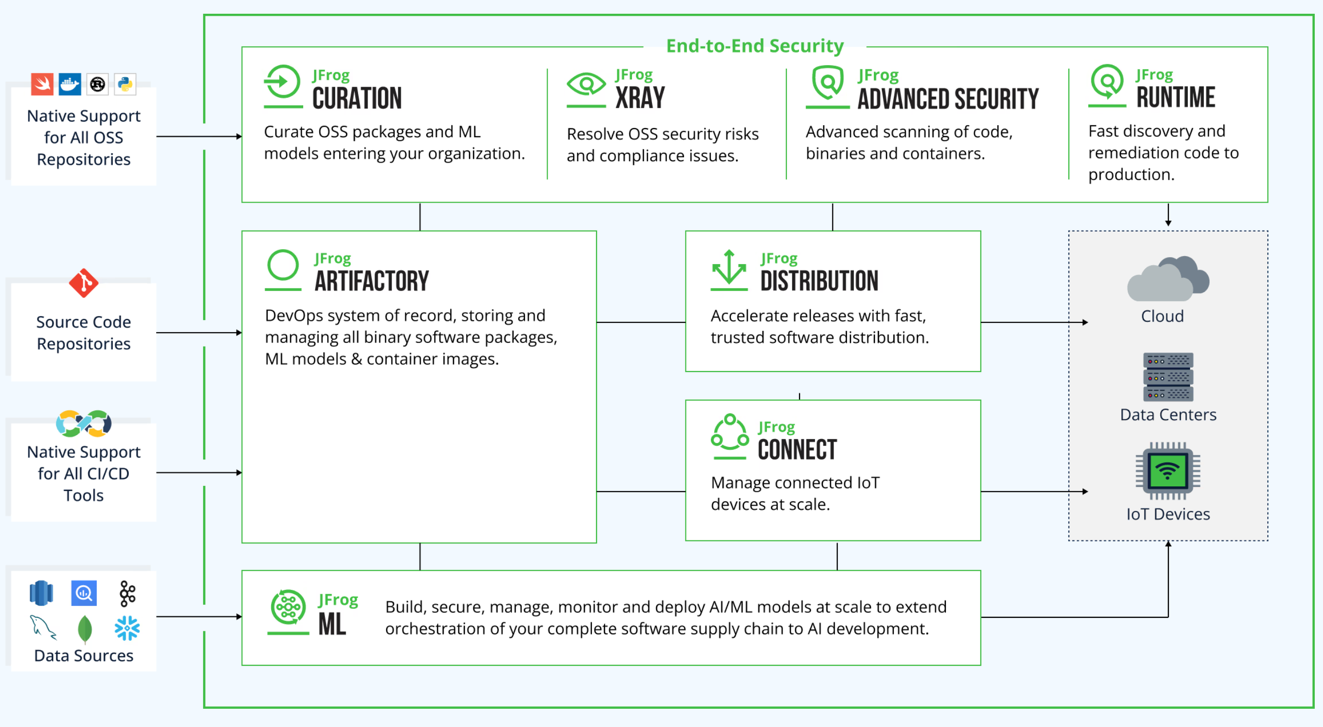 End-to-End Security
Native Support
for All OSS
Repositories
JFrog
CURATION
Curate OSS packages and ML
models entering your organization.
JFrog
XRAY
Resolve OSS security risks
and compliance issues.
JFrog
ADVANCED SECURITY
Advanced scanning of code,
binaries and containers.
JFrog
RUNTIME
Fast discovery and
remediation code to
production.
Source Code
Repositories
JFrog
ARTIFACTORY
DevOps system of record, storing and
managing all binary software packages,
ML models & container images.
JFrog
DISTRIBUTION
Accelerate releases with fast,
trusted software distribution.
Cloud
Data Centers
IoT Devices
Native Support
for All CI/CD
Tools
JFrog
CONNECT
Manage connected IoT
devices at scale.
Data Sources
JFrog
ML
Build, secure, manage, monitor and deploy AI/ML models at scale to extend
orchestration of your complete software supply chain to AI development.